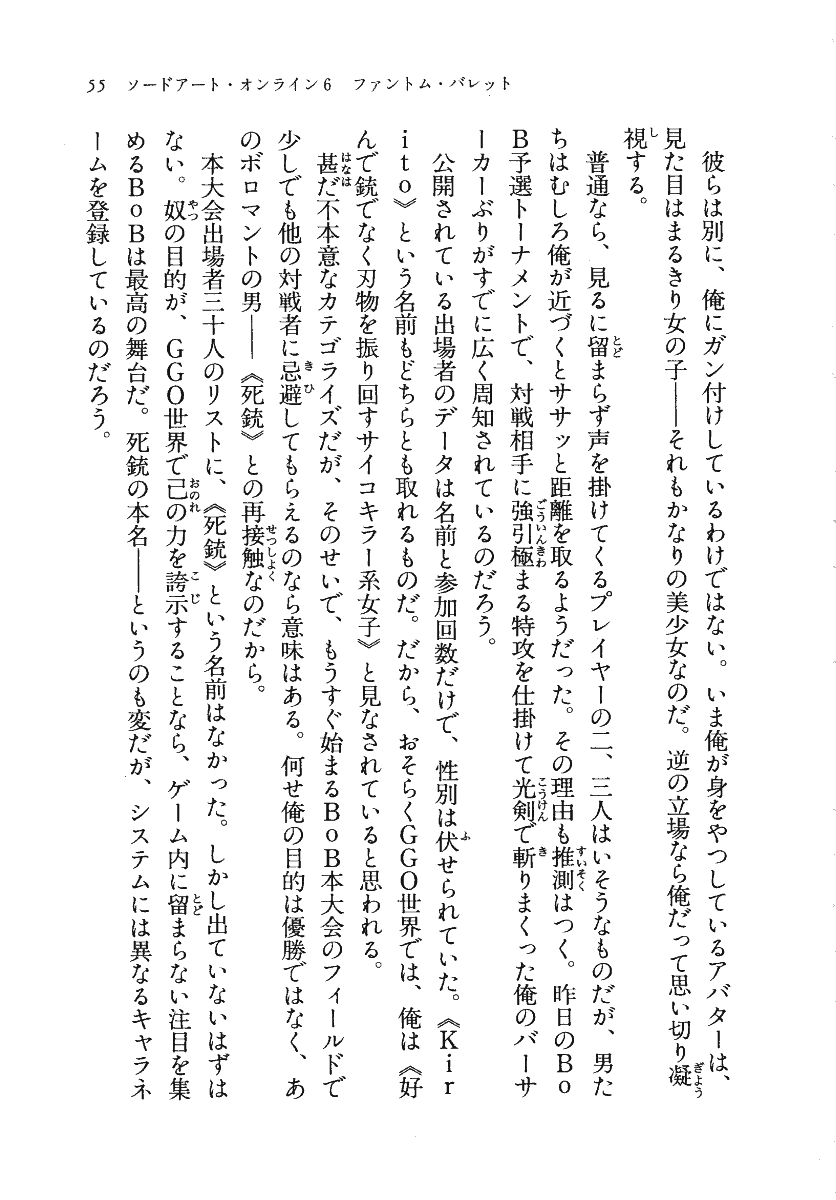 55　ソードアート・オンライン6　ファントム・バレット
　彼らは別に、俺にガン付けしているわけではない。いま俺が身をやつしているアバターは、
見た目はまるきり女の子――それもかなりの美少女なのだ。逆の立場なら俺だって思い切り凝
視する。
　普通なら、見るに留まらず声を掛けてくるプレイヤーの二、三人はいそうなものだが、男た
ちはむしろ俺が近づくとササッと距離を取るようだった。その理由も推測はつく。昨日のBo
B予選トーナメントで、対戦相手に強引極まる特攻を仕掛けて光剣で斬りまくった俺のバーサ
ーカーぶりがすでに広く周知されているのだろう。
　公開されている出場者のデータは名前と参加回数だけで、性別は伏せられていた。《Kir
ito》という名前もどちらとも取れるものだ。だから、おそらくGGO世界では、俺は《好
んで銃でなく刃物を振り回すサイコキラー系女子》と見なされていると思われる。
　甚だ不本意なカテゴライズだが、そのせいで、もうすぐ始まるBoB本大会のフィールドで
少しでも他の対戦者に忌避してもらえるのなら意味はある。何せ俺の目的は優勝ではなく、あ
のボロマントの男――《死銃》との再接触なのだから。
　本大会出場者三十人のリストに、《死銃》という名前はなかった。しかし出ていないはずは
ない。奴の目的が、GGO世界で己の力を誇示することなら、ゲーム内に留まらない注目を集
めるBoBは最高の舞台だ。死銃の本名――というのも変だが、システムには異なるキャラネ
ームを登録しているのだろう。